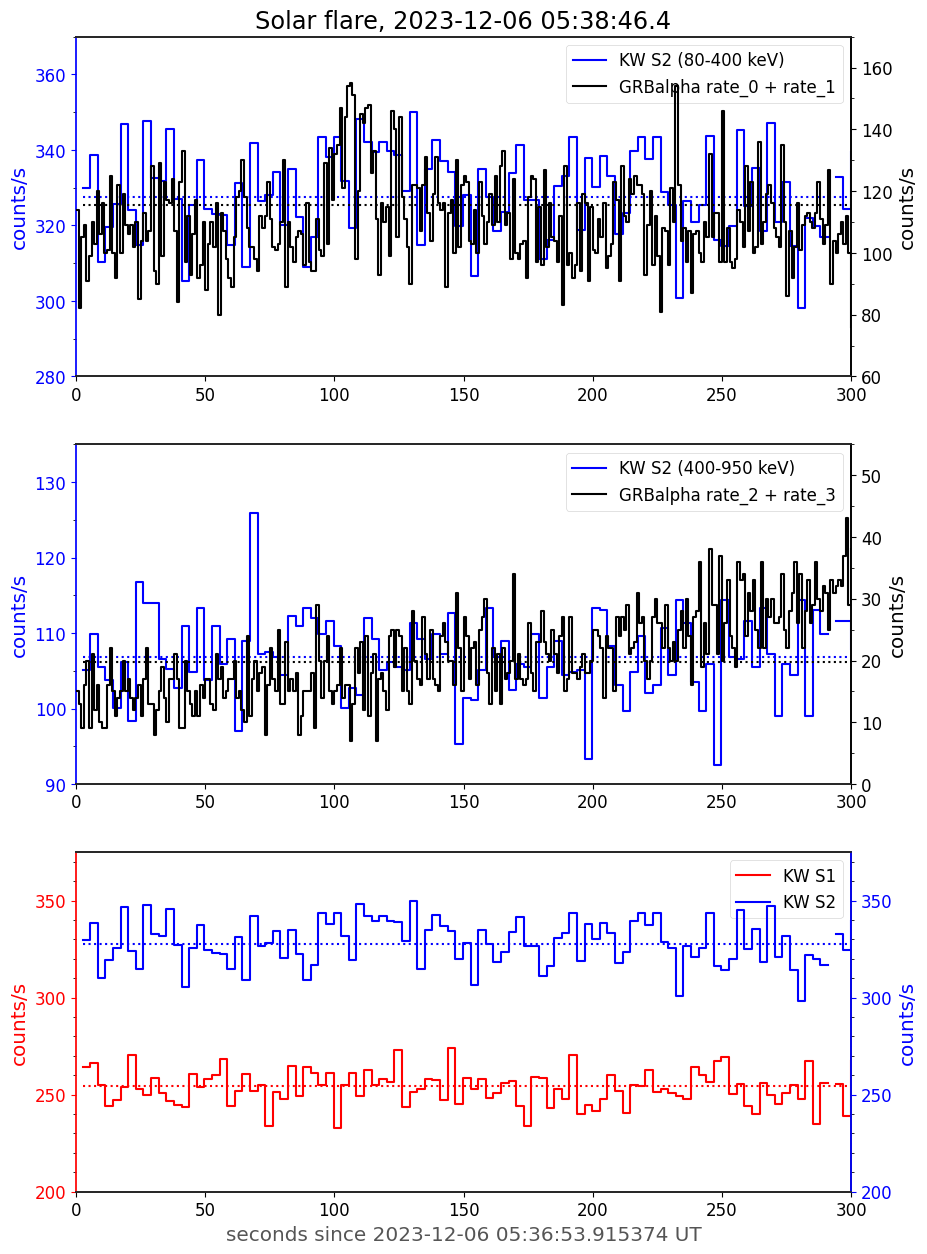 Solar flare, 2023-12-06 05:38:46.4
KW S2 (80-400 keV)
GRBalpha rate_0 + rate_1
counts/s
360
340
320
300
280
160
140
120
100
80
60
counts/s
0 50 100 150 200 250 300
KW S2 (400-950 keV)
GRBalpha rate_2 + rate_3
counts/s
130
120
110
100
90
50
40
30
20
10
0
counts/s
0 50 100 150 200 250 300
KW S1
KW S2
counts/s
350
300
250
200
350
300
250
200
counts/s
0 50 100 150 200 250 300
seconds since 2023-12-06 05:36:53.915374 UT